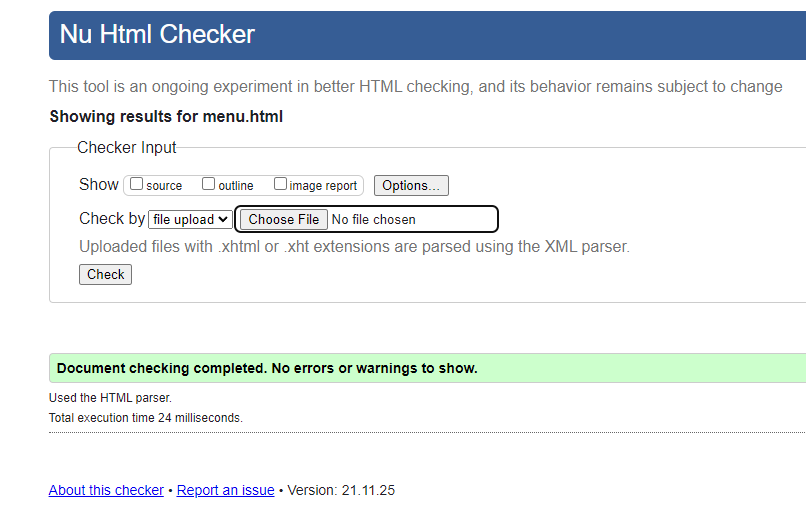 Nu Html Checker
This tool is an ongoing experiment in better HTML checking, and its behavior remains subject to change
Showing results for menu.html
Checker Input
Show source outline image report Options...
Check by file upload Choose File No file chosen
Uploaded files with .xhtml or .xht extensions are parsed using the XML parser.
Check
Document checking completed. No errors or warnings to show.
Used the HTML parser.
Total execution time 24 milliseconds.
About this checker • Report an issue • Version: 21.11.25